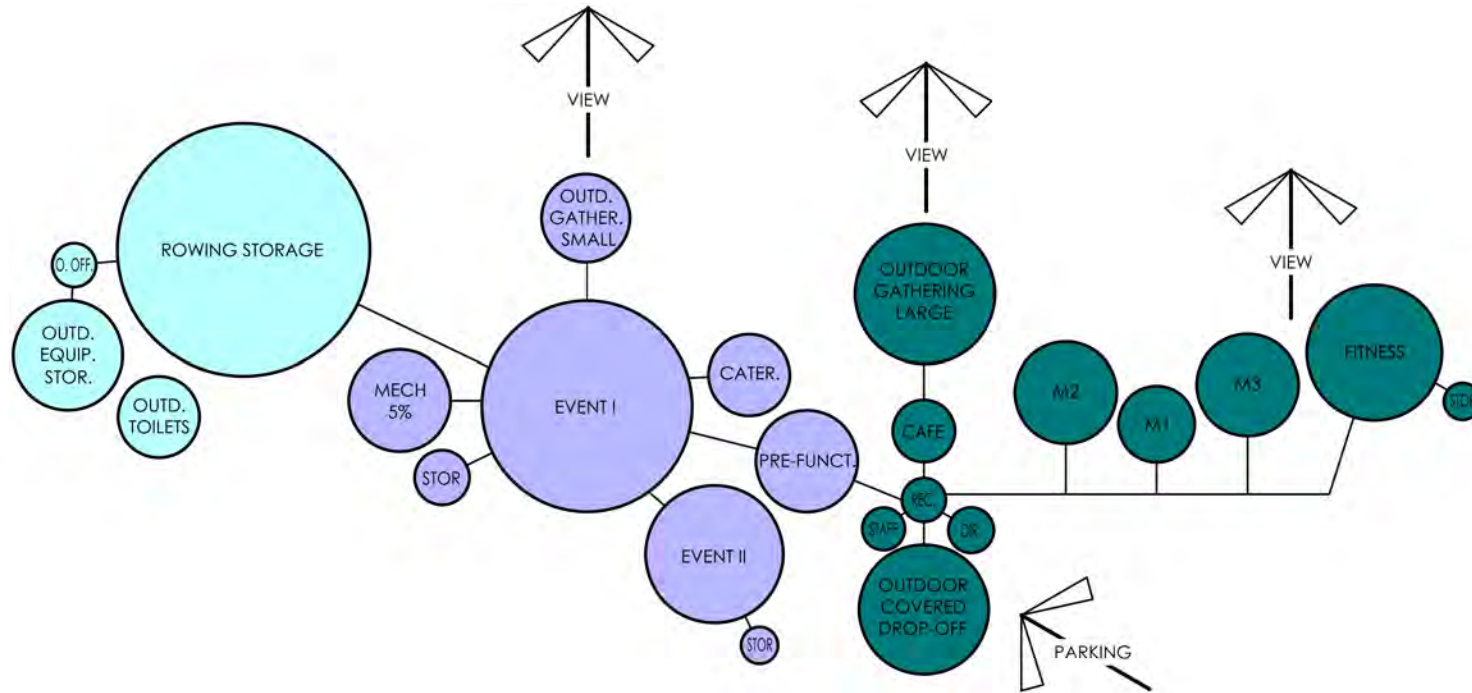 VIEW
VIEW
VIEW
ROWING STORAGE
O. OFF.
OUTD.
EQUIP.
STOR.
OUTD.
TOILETS
OUTD.
GATHER.
SMALL
EVENT I
MECH
5%
STOR
CATER.
PRE-FUNCT.
EVENT II
STOR
OUTDOOR
GATHERING
LARGE
CAFE
REC.
STAFF
DIR.
OUTDOOR
COVERED
DROP-OFF
M2
M1
M3
FITNESS
PARKING